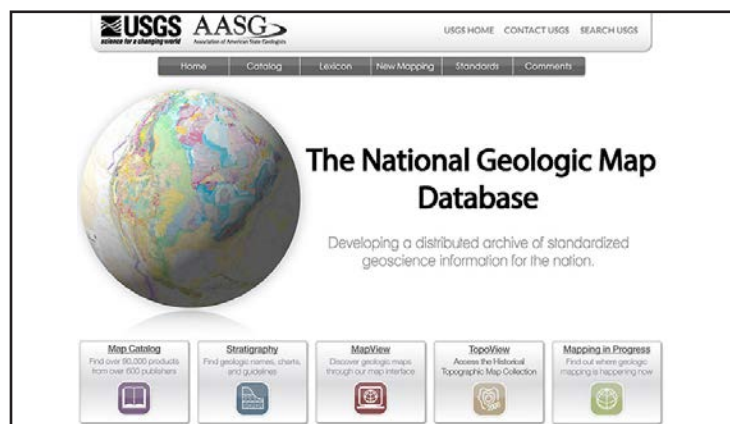 USGS
science for a changing world
AASG
Association of American State Geologists
USGS HOME CONTACT USGS SEARCH USGS
Home Catalog Lexicon New Mapping Standards Comments
The National Geologic Map
Database
Developing a distributed archive of standardized
geoscience information for the nation.
Map Catalog
Find over 90,000 products
from over 600 publishers
Stratigraphy
Find geologic names, charts,
and guidelines
MapView
Discover geologic maps
through our map interface
TopoView
Access the Historical
Topographic Map Collection
Mapping in Progress
Find out where geologic
mapping is happening now